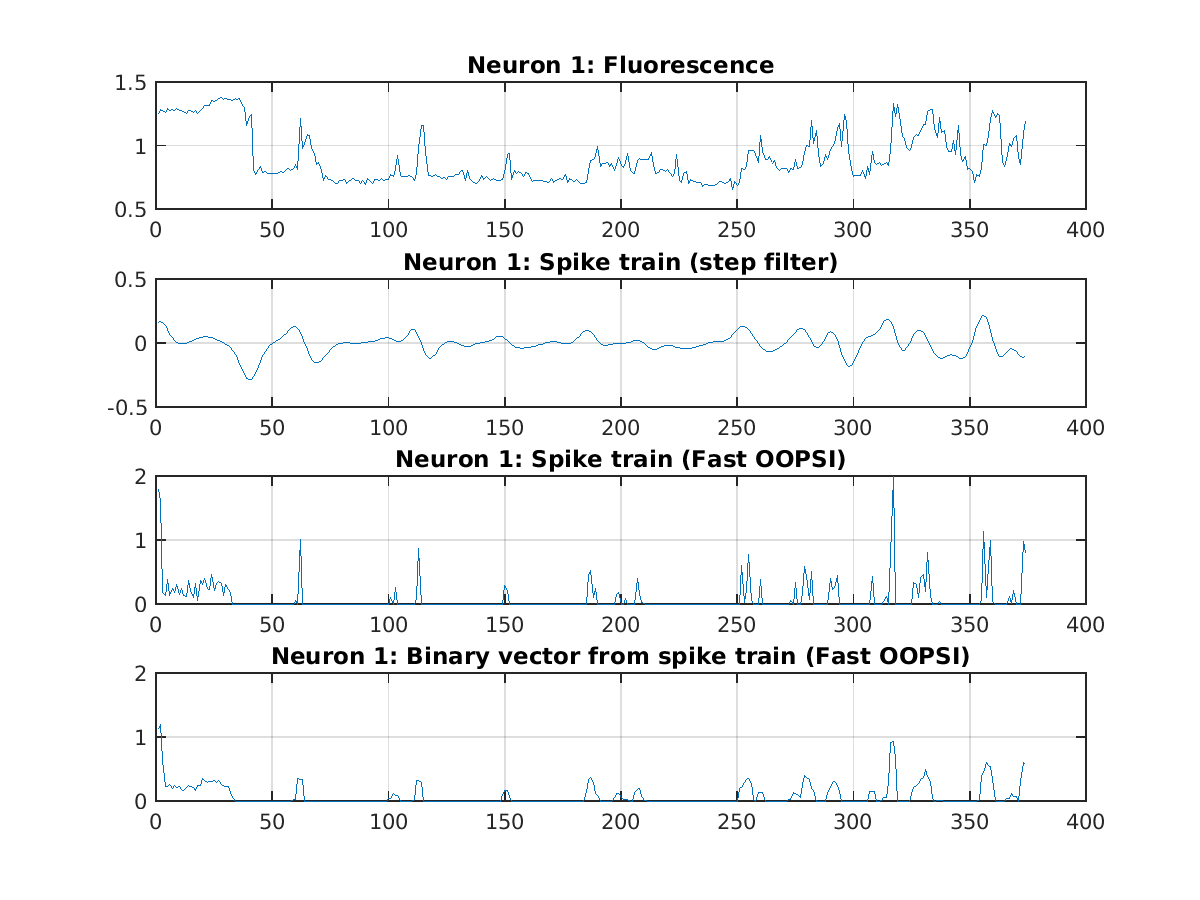 Neuron 1: Fluorescence
1.5
1
0.5
0 50 100 150 200 250 300 350 400
Neuron 1: Spike train (step filter)
0.5
0
-0.5
0 50 100 150 200 250 300 350 400
Neuron 1: Spike train (Fast OOPSI)
2
1
0
0 50 100 150 200 250 300 350 400
Neuron 1: Binary vector from spike train (Fast OOPSI)
2
1
0
0 50 100 150 200 250 300 350 400